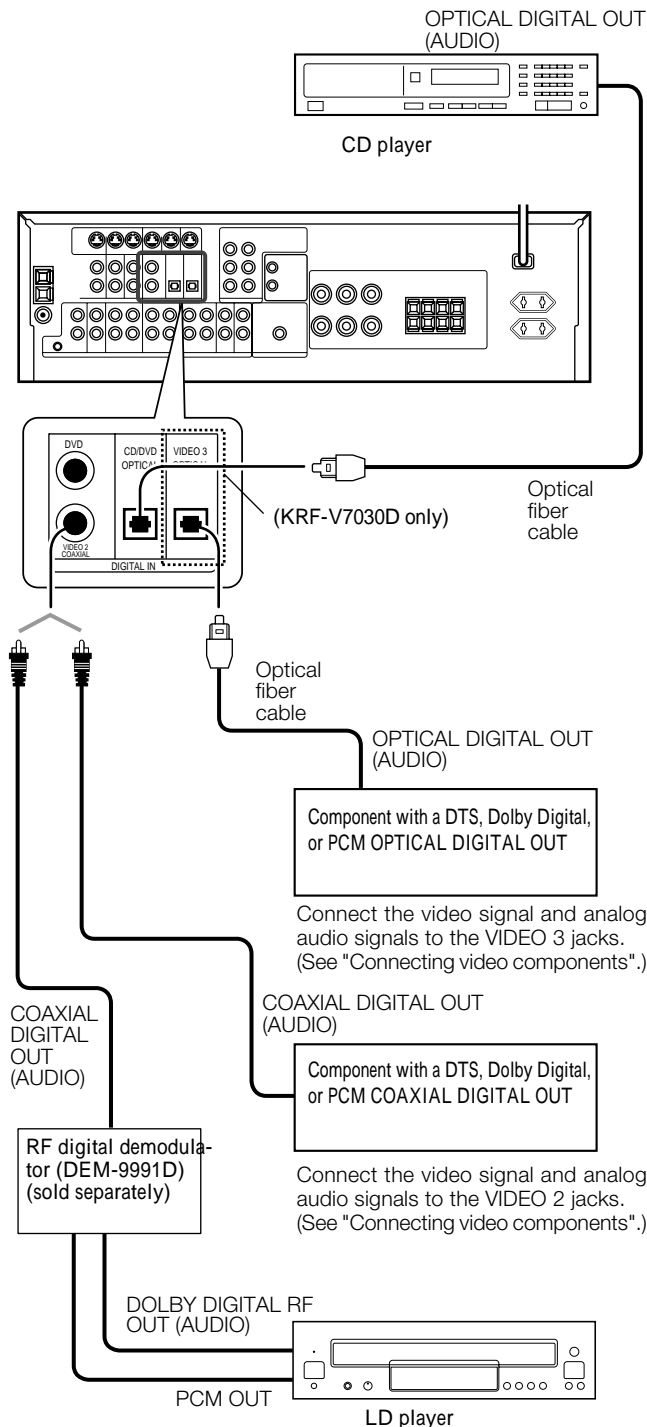 OPTICAL DIGITAL OUT
(AUDIO)
CD player
DVD
CD/DVD
OPTICAL
VIDEO 3
OPTICAL
VIDEO 2
COAXIAL
DIGITAL IN
(KRF-V7030D only)
Optical
fiber
cable
Optical
fiber
cable
OPTICAL DIGITAL OUT
(AUDIO)
Component with a DTS, Dolby Digital,
or PCM OPTICAL DIGITAL OUT
Connect the video signal and analog
audio signals to the VIDEO 3 jacks.
(See "Connecting video components".)
COAXIAL
DIGITAL
OUT
(AUDIO)
COAXIAL DIGITAL OUT
(AUDIO)
Component with a DTS, Dolby Digital,
or PCM COAXIAL DIGITAL OUT
Connect the video signal and analog
audio signals to the VIDEO 2 jacks.
(See "Connecting video components".)
RF digital demodula-
tor (DEM-9991D)
(sold separately)
DOLBY DIGITAL RF
OUT (AUDIO)
PCM OUT
LD player